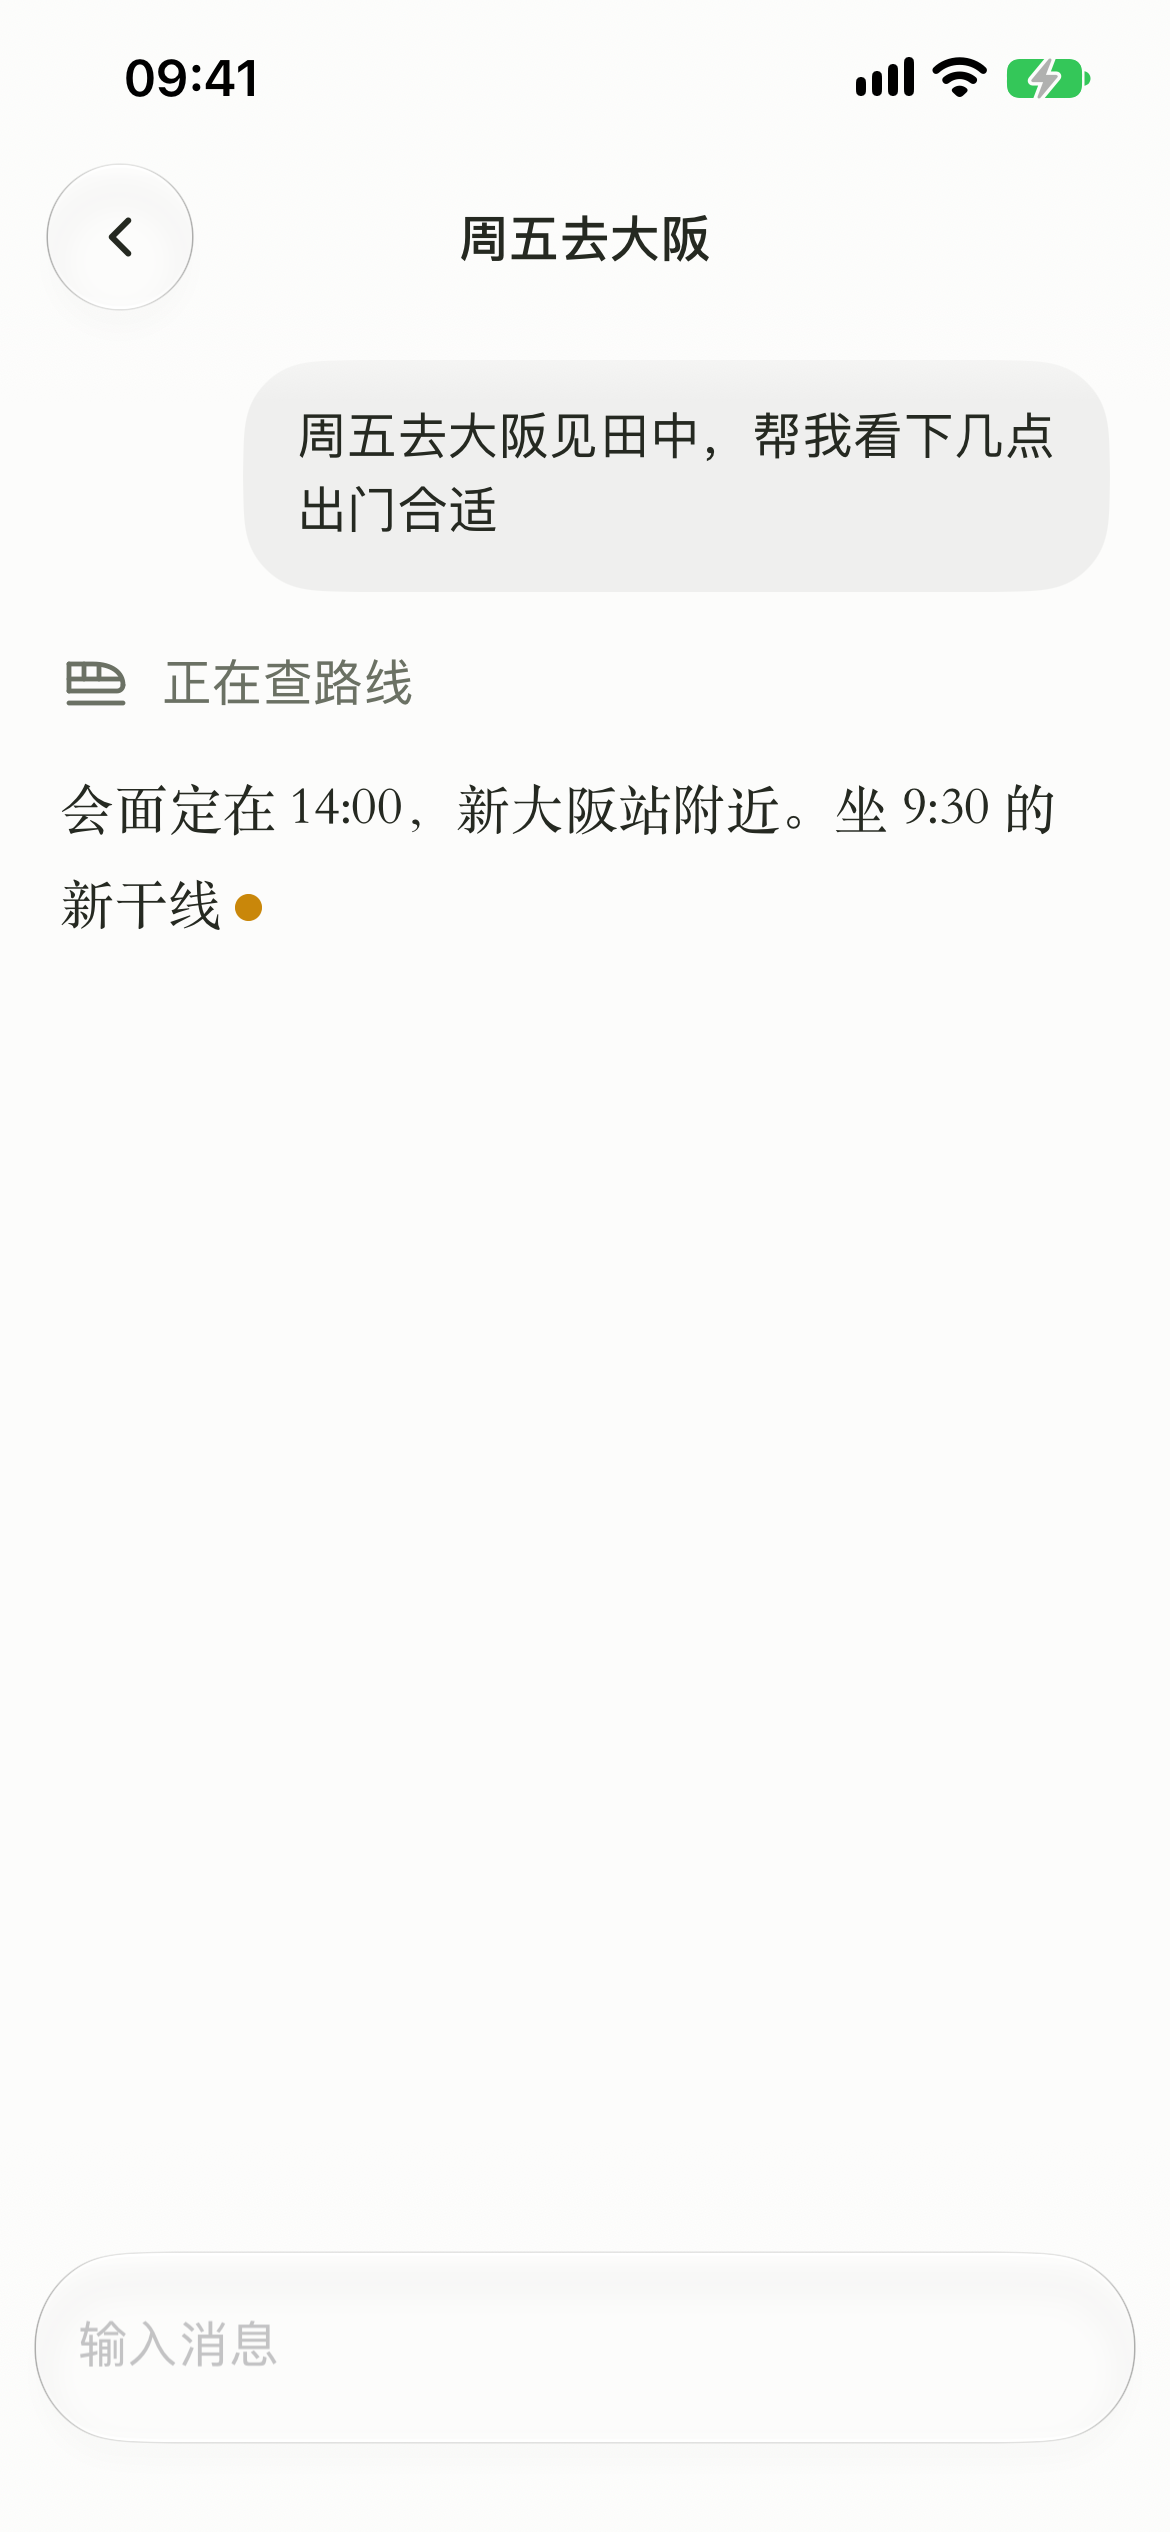 09:41
周五去大阪
周五去大阪见田中，帮我看下几点
出门合适
正在查路线
会面定在 14:00，新大阪站附近。坐 9:30 的
新干线
输入消息